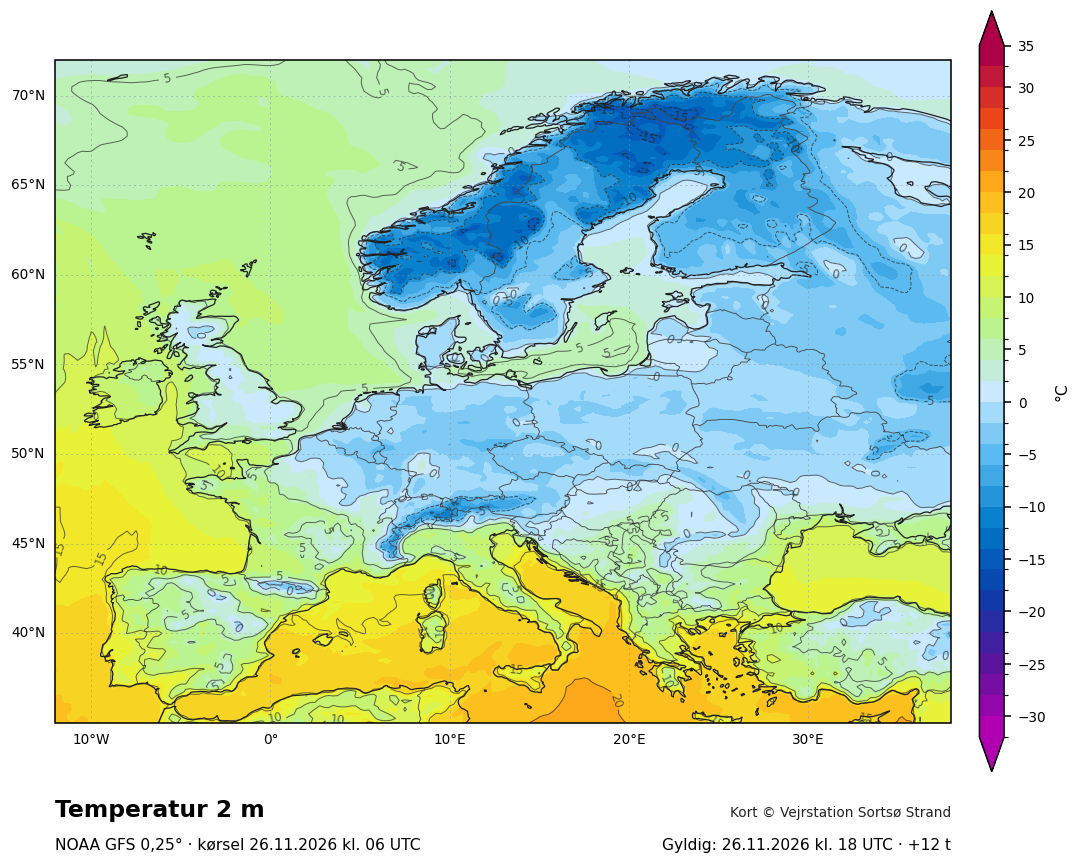 70°N
65°N
60°N
55°N
50°N
45°N
40°N
10°W
0°
10°E
20°E
30°E
35
30
25
20
15
10
5
0
−5
−10
−15
−20
−25
−30
°C
Temperatur 2 m
Kort © Vejrstation Sortsø Strand
NOAA GFS 0,25° · kørsel 26.11.2026 kl. 06 UTC
Gyldig: 26.11.2026 kl. 18 UTC · +12 t